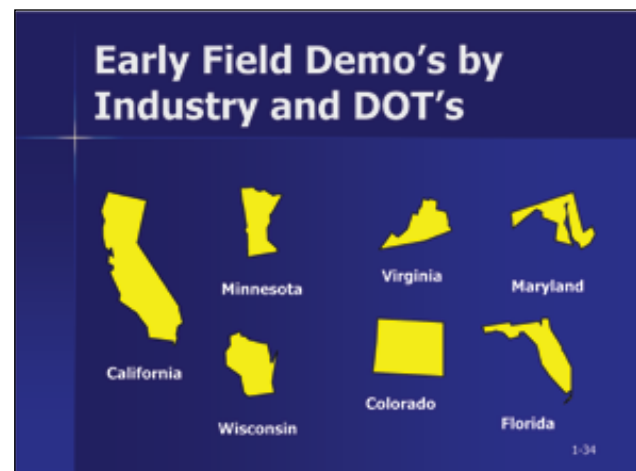 Early Field Demo's by
Industry and DOT's
Minnesota
Virginia
Maryland
California
Wisconsin
Colorado
Florida
1-34